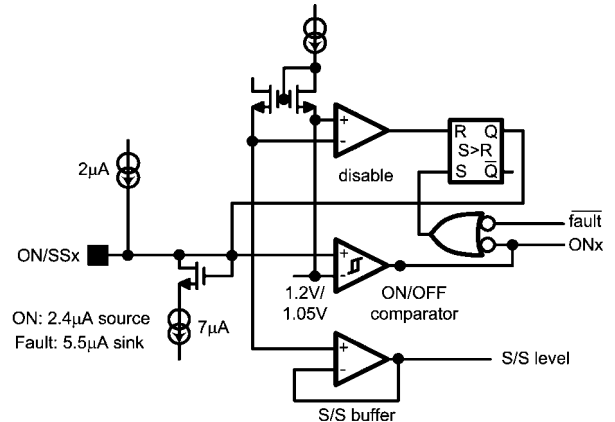 2µA
disable
R Q
S>R
S Q̅
f̅a̅u̅l̅t̅
ONx
ON/SSx
1.2V/
1.05V
ON/OFF
comparator
ON: 2.4µA source
Fault: 5.5µA sink
7µA
S/S level
S/S buffer
+
-
+
-
+
-